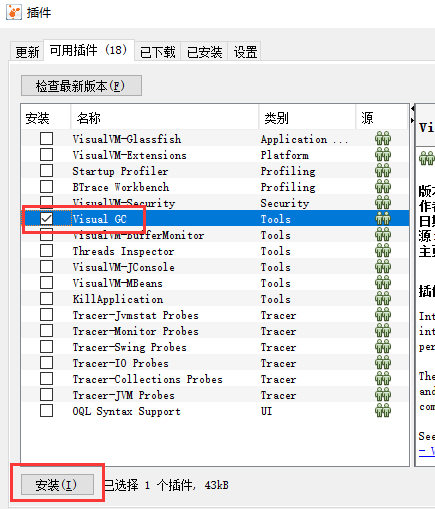 插件
更新 可用插件 (18) 已下载 已安装 设置
检查最新版本(F)
安装 名称 类别 源
VisualVM-Glassfish Application ...
VisualVM-Extensions Platform
Startup Profiler Profiling
BTrace Workbench Profiling
VisualVM-Security Security
Visual GC Tools
VisualVM-BufferMonitor Tools
Threads Inspector Tools
VisualVM-JConsole Tools
VisualVM-MBeans Tools
KillApplication Tools
Tracer-Jvmstat Probes Tracer
Tracer-Monitor Probes Tracer
Tracer-Swing Probes Tracer
Tracer-IO Probes Tracer
Tracer-Collections Probes Tracer
Tracer-JVM Probes Tracer
OQL Syntax Support UI
Vi
版本
作者
日期
源:
主页
插件
Int
int
per
The
and
com
See
安装(I) 已选择 1 个插件, 43kB